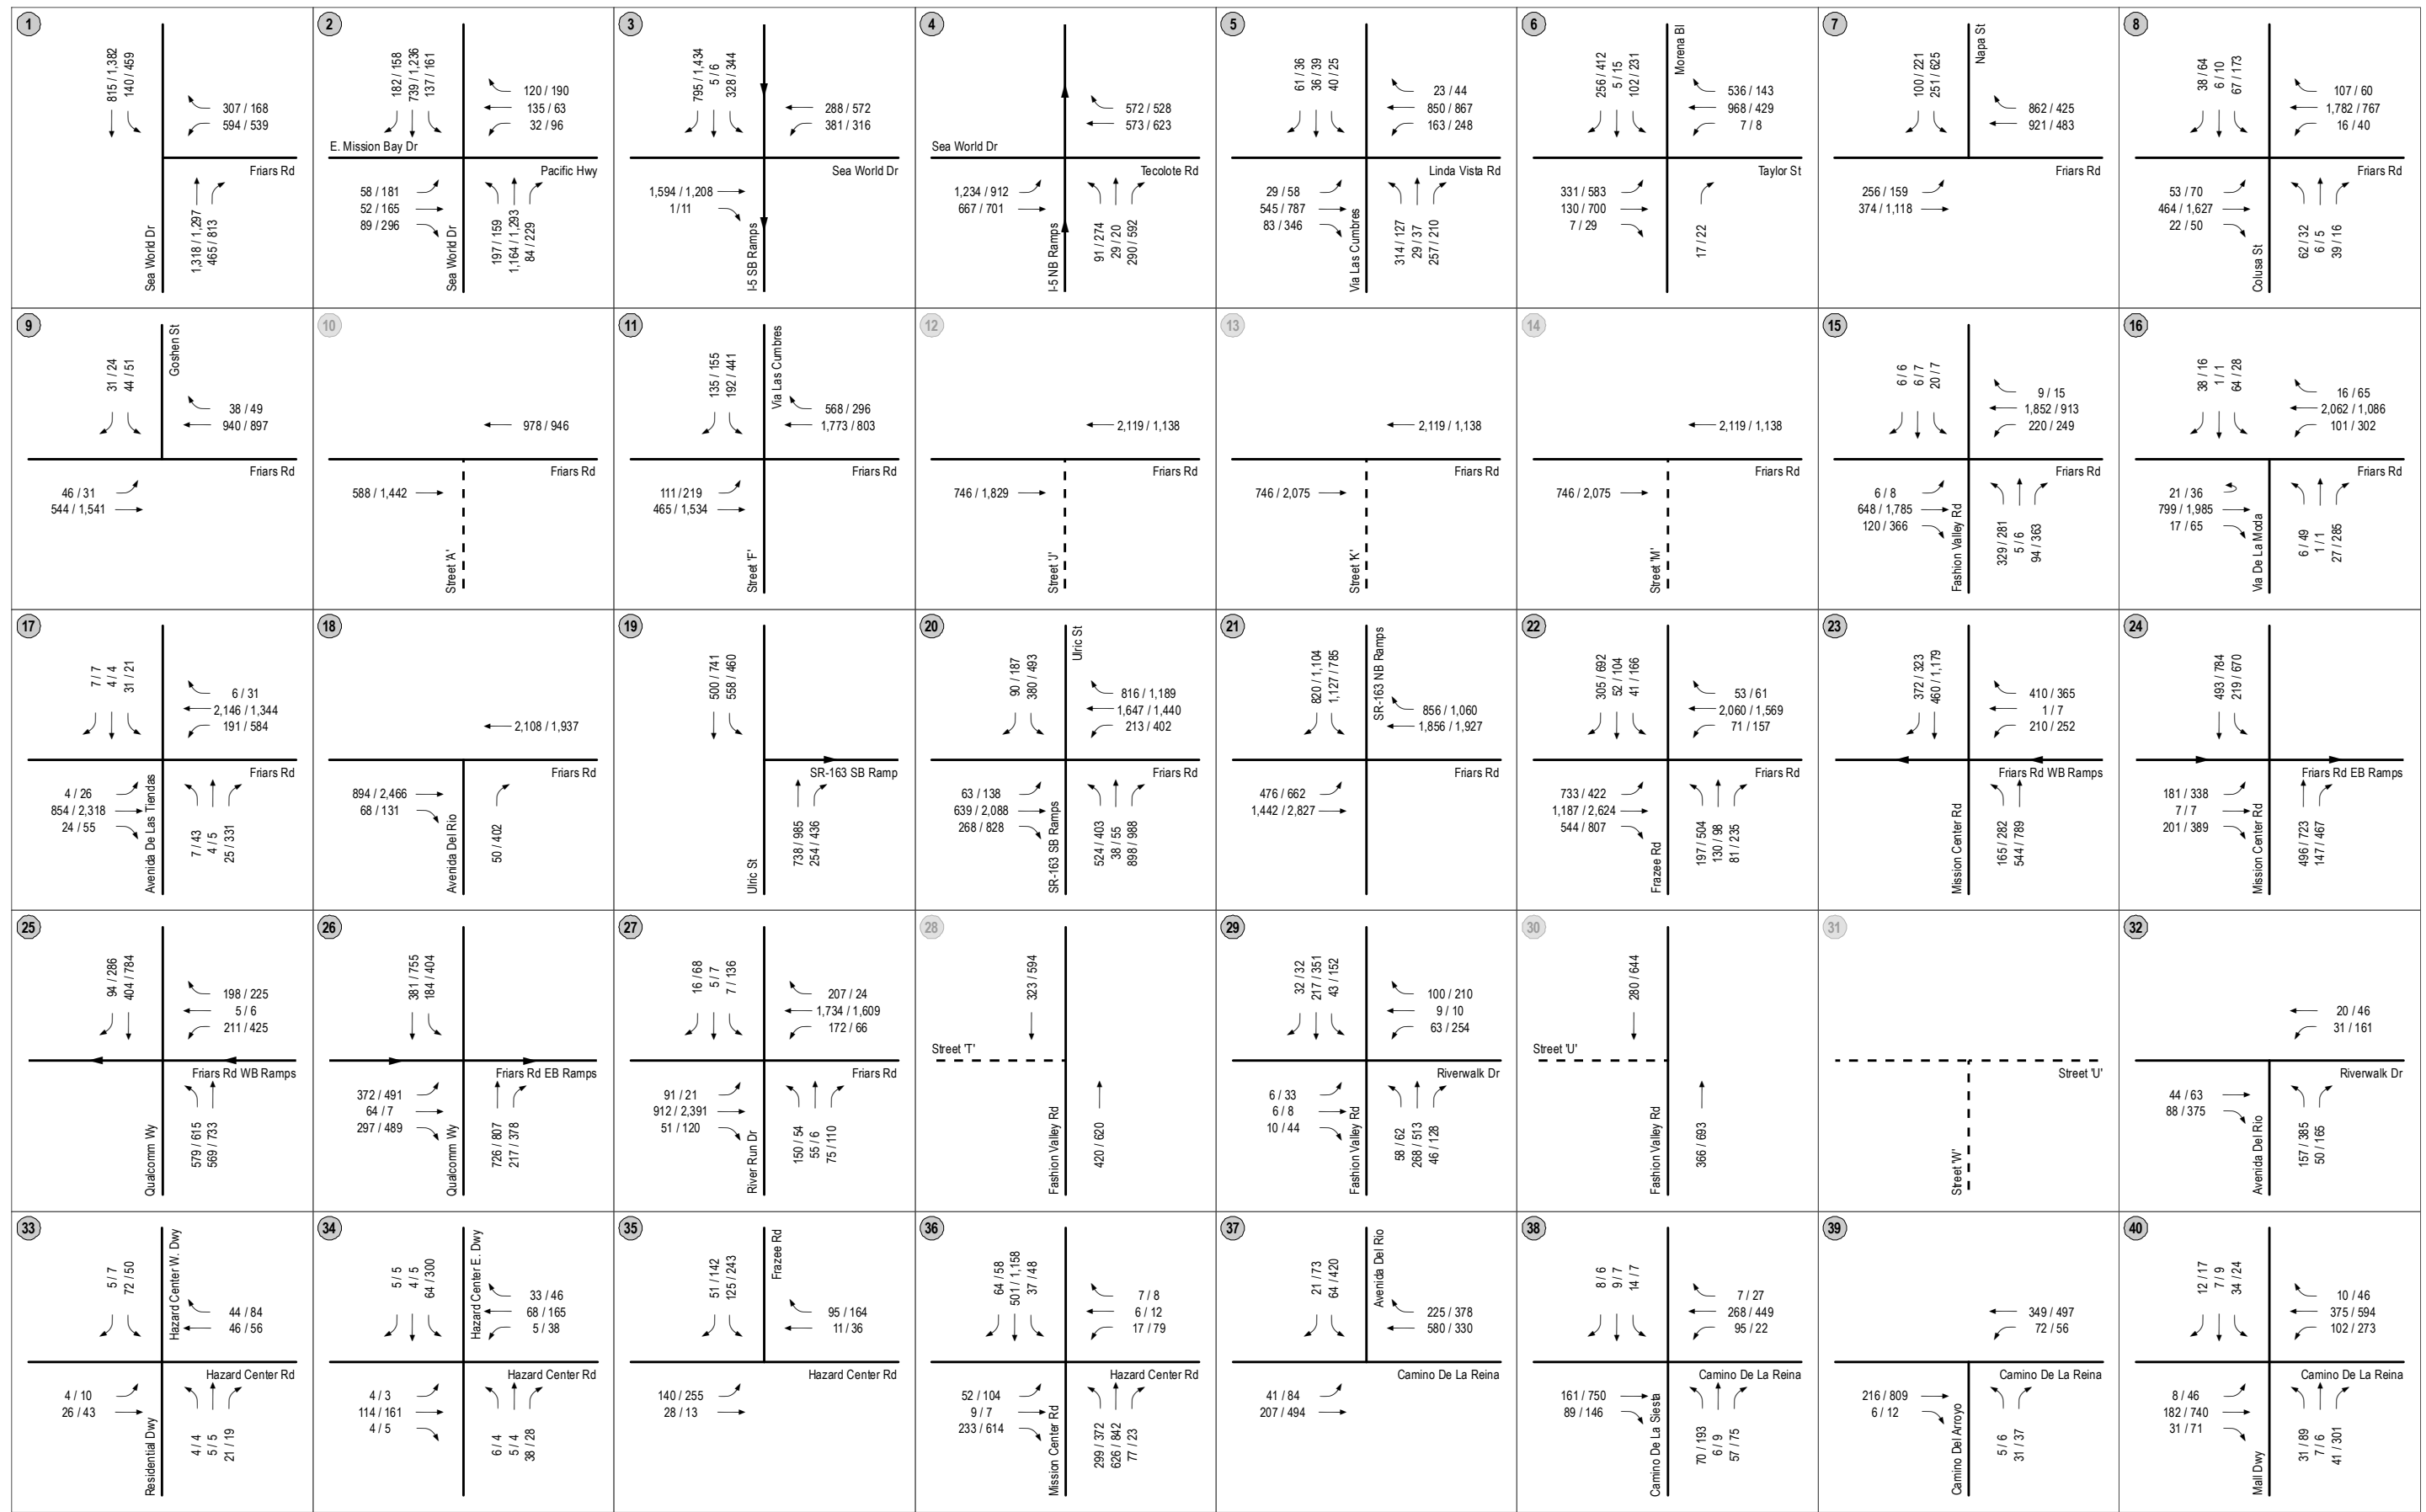 1
815 / 1,382
140 / 459
307 / 168
594 / 539
Friars Rd
Sea World Dr
1,318 / 1,297
465 / 813
2
182 / 158
739 / 1,236
137 / 161
120 / 190
135 / 63
32 / 96
E. Mission Bay Dr
Pacific Hwy
58 / 181
52 / 165
89 / 296
Sea World Dr
197 / 159
1,164 / 1,293
84 / 229
3
795 / 1,434
5 / 6
328 / 344
288 / 572
381 / 316
Sea World Dr
1,594 / 1,208
1 / 11
I-5 SB Ramps
4
572 / 528
573 / 623
Sea World Dr
Tecolote Rd
1,234 / 912
667 / 701
I-5 NB Ramps
91 / 274
29 / 20
290 / 592
5
61 / 36
36 / 39
40 / 25
23 / 44
850 / 867
163 / 248
Linda Vista Rd
29 / 58
545 / 787
83 / 346
Via Las Cumbres
314 / 127
29 / 37
257 / 210
6
256 / 412
5 / 15
102 / 231
Morena Bl
536 / 143
968 / 429
7 / 8
Taylor St
331 / 583
130 / 700
7 / 29
17 / 22
7
100 / 221
251 / 625
Napa St
862 / 425
921 / 483
Friars Rd
256 / 159
374 / 1,118
8
38 / 64
6 / 10
67 / 173
107 / 60
1,782 / 767
16 / 40
Friars Rd
53 / 70
464 / 1,627
22 / 50
Colusa St
62 / 32
6 / 5
39 / 16
9
31 / 24
44 / 51
Goshen St
38 / 49
940 / 897
Friars Rd
46 / 31
544 / 1,541
10
978 / 946
Friars Rd
588 / 1,442
Street 'A'
11
135 / 155
192 / 441
Via Las Cumbres
568 / 296
1,773 / 803
Friars Rd
111 / 219
465 / 1,534
Street 'F'
12
2,119 / 1,138
Friars Rd
746 / 1,829
Street 'J'
13
2,119 / 1,138
Friars Rd
746 / 2,075
Street 'K'
14
2,119 / 1,138
Friars Rd
746 / 2,075
Street 'M'
15
6 / 6
6 / 7
20 / 7
9 / 15
1,852 / 913
220 / 249
Friars Rd
6 / 8
648 / 1,785
120 / 366
Fashion Valley Rd
329 / 281
5 / 6
94 / 363
16
38 / 16
1 / 1
64 / 28
16 / 65
2,062 / 1,086
101 / 302
Friars Rd
21 / 36
799 / 1,985
17 / 65
Via De La Moda
6 / 49
1 / 1
27 / 285
17
7 / 7
4 / 4
31 / 21
6 / 31
2,146 / 1,344
191 / 584
Friars Rd
4 / 26
854 / 2,318
24 / 55
Avenida De Las Tiendas
7 / 43
4 / 5
25 / 331
18
2,108 / 1,937
Friars Rd
894 / 2,466
68 / 131
Avenida Del Rio
50 / 402
19
500 / 741
558 / 460
SR-163 SB Ramp
Ulric St
738 / 985
254 / 436
20
90 / 187
380 / 493
Ulric St
816 / 1,189
1,647 / 1,440
213 / 402
Friars Rd
63 / 138
639 / 2,088
268 / 828
SR-163 SB Ramps
524 / 403
38 / 55
898 / 988
21
820 / 1,104
1,127 / 785
SR-163 NB Ramps
856 / 1,060
1,856 / 1,927
Friars Rd
476 / 662
1,442 / 2,827
22
305 / 692
52 / 104
41 / 166
53 / 61
2,060 / 1,569
71 / 157
Friars Rd
733 / 422
1,187 / 2,624
544 / 807
Frazee Rd
197 / 504
130 / 98
81 / 235
23
372 / 323
460 / 1,179
410 / 365
1 / 7
210 / 252
Friars Rd WB Ramps
Mission Center Rd
165 / 282
544 / 789
24
493 / 784
219 / 670
Friars Rd EB Ramps
181 / 338
7 / 7
201 / 389
Mission Center Rd
496 / 723
147 / 467
25
94 / 286
404 / 784
198 / 225
5 / 6
211 / 425
Friars Rd WB Ramps
Qualcomm Wy
579 / 615
569 / 733
26
381 / 755
184 / 404
Friars Rd EB Ramps
372 / 491
64 / 7
297 / 489
Qualcomm Wy
726 / 807
217 / 378
27
16 / 68
5 / 7
7 / 136
207 / 24
1,734 / 1,609
172 / 66
Friars Rd
91 / 21
912 / 2,391
51 / 120
River Run Dr
150 / 54
55 / 6
75 / 110
28
323 / 594
Street 'T'
Fashion Valley Rd
420 / 620
29
32 / 32
217 / 351
43 / 152
100 / 210
9 / 10
63 / 254
Riverwalk Dr
6 / 33
6 / 8
10 / 44
Fashion Valley Rd
58 / 62
268 / 513
46 / 128
30
280 / 644
Street 'U'
Fashion Valley Rd
366 / 693
31
Street 'U'
Street 'W'
32
20 / 46
31 / 161
Riverwalk Dr
44 / 63
88 / 375
Avenida Del Rio
157 / 385
50 / 165
33
5 / 7
72 / 50
Hazard Center W. Dwy
44 / 84
46 / 56
Hazard Center Rd
4 / 10
26 / 43
Residential Dwy
4 / 4
5 / 5
21 / 19
34
5 / 5
4 / 5
64 / 300
Hazard Center E. Dwy
33 / 46
68 / 165
5 / 38
Hazard Center Rd
4 / 3
114 / 161
4 / 5
6 / 4
5 / 4
38 / 28
35
51 / 142
125 / 243
Frazee Rd
95 / 164
11 / 36
Hazard Center Rd
140 / 255
28 / 13
36
64 / 58
501 / 1,158
37 / 48
7 / 8
6 / 12
17 / 79
Hazard Center Rd
52 / 104
9 / 7
233 / 614
Mission Center Rd
299 / 372
626 / 842
77 / 23
37
21 / 73
64 / 420
Avenida Del Rio
225 / 378
580 / 330
Camino De La Reina
41 / 84
207 / 494
38
8 / 6
9 / 7
14 / 7
7 / 27
268 / 449
95 / 22
Camino De La Reina
161 / 750
89 / 146
Camino De La Siesta
70 / 193
6 / 9
57 / 75
39
349 / 497
72 / 56
Camino De La Reina
216 / 809
6 / 12
Camino Del Arroyo
5 / 6
31 / 37
40
12 / 17
7 / 9
34 / 24
10 / 46
375 / 594
102 / 273
Camino De La Reina
8 / 46
182 / 740
31 / 71
Mall Dwy
31 / 89
7 / 6
41 / 301